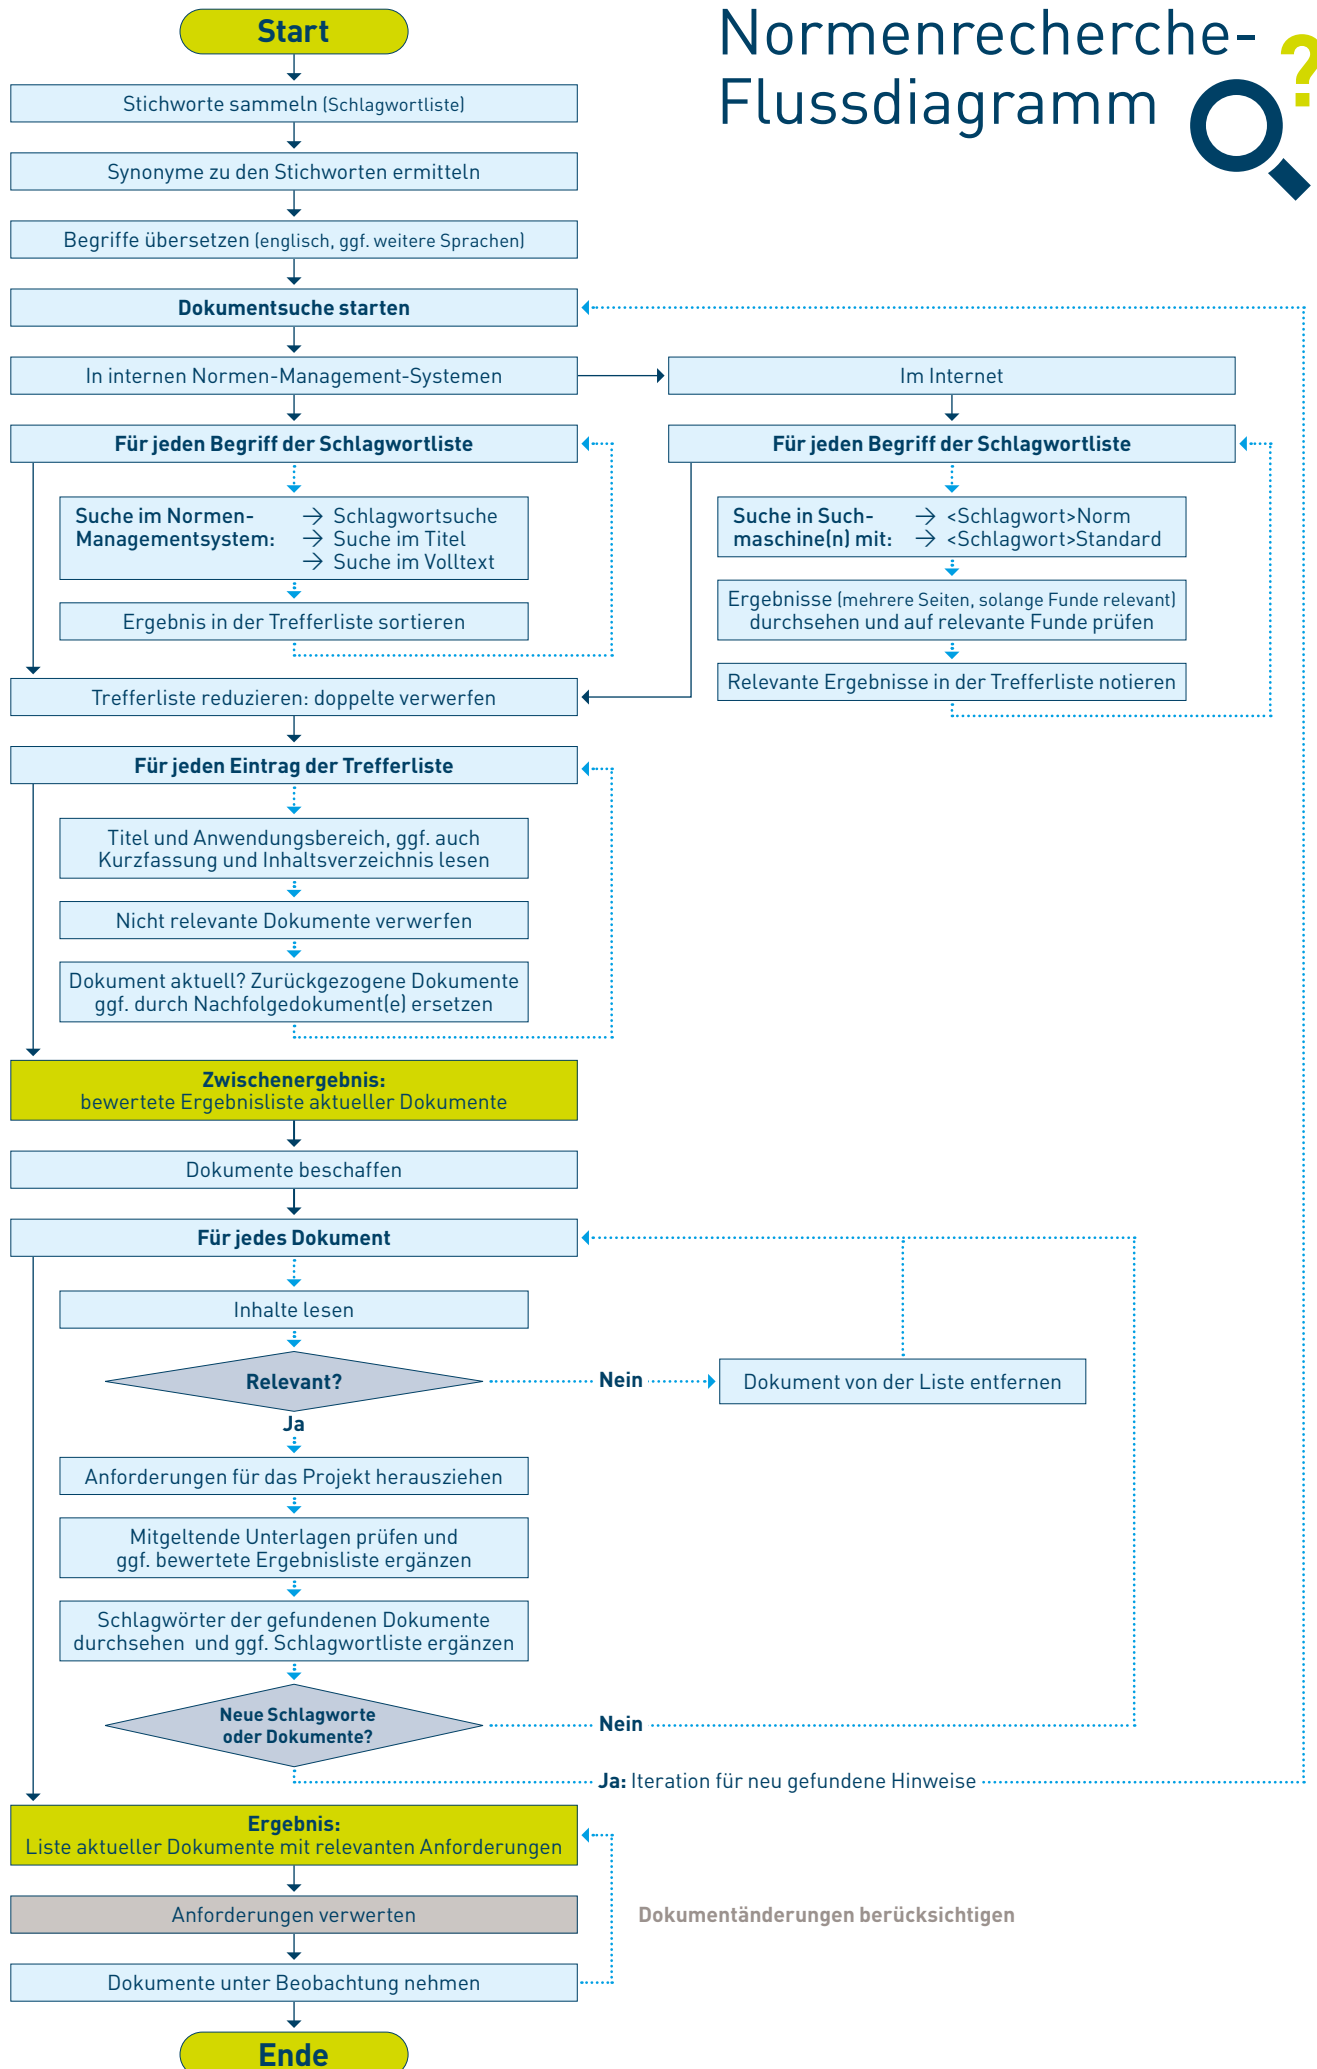 Normenrecherche-
Flussdiagramm
?
Start
Stichworte sammeln (Schlagwortliste)
Synonyme zu den Stichworten ermitteln
Begriffe übersetzen (englisch, ggf. weitere Sprachen)
Dokumentsuche starten
In internen Normen-Management-Systemen
Im Internet
Für jeden Begriff der Schlagwortliste
Suche im Normen-
Managementsystem:
→ Schlagwortsuche
→ Suche im Titel
→ Suche im Volltext
Ergebnis in der Trefferliste sortieren
Für jeden Begriff der Schlagwortliste
Suche in Such-
maschine(n) mit:
→ <Schlagwort>Norm
→ <Schlagwort>Standard
Ergebnisse (mehrere Seiten, solange Funde relevant)
durchsehen und auf relevante Funde prüfen
Relevante Ergebnisse in der Trefferliste notieren
Trefferliste reduzieren: doppelte verwerfen
Für jeden Eintrag der Trefferliste
Titel und Anwendungsbereich, ggf. auch
Kurzfassung und Inhaltsverzeichnis lesen
Nicht relevante Dokumente verwerfen
Dokument aktuell? Zurückgezogene Dokumente
ggf. durch Nachfolgedokument(e) ersetzen
Zwischenergebnis:
bewertete Ergebnisliste aktueller Dokumente
Dokumente beschaffen
Für jedes Dokument
Inhalte lesen
Relevant?
Nein
Dokument von der Liste entfernen
Ja
Anforderungen für das Projekt herausziehen
Mitgeltende Unterlagen prüfen und
ggf. bewertete Ergebnisliste ergänzen
Schlagwörter der gefundenen Dokumente
durchsehen und ggf. Schlagwortliste ergänzen
Neue Schlagworte
oder Dokumente?
Nein
Ja: Iteration für neu gefundene Hinweise
Ergebnis:
Liste aktueller Dokumente mit relevanten Anforderungen
Anforderungen verwerten
Dokumentänderungen berücksichtigen
Dokumente unter Beobachtung nehmen
Ende